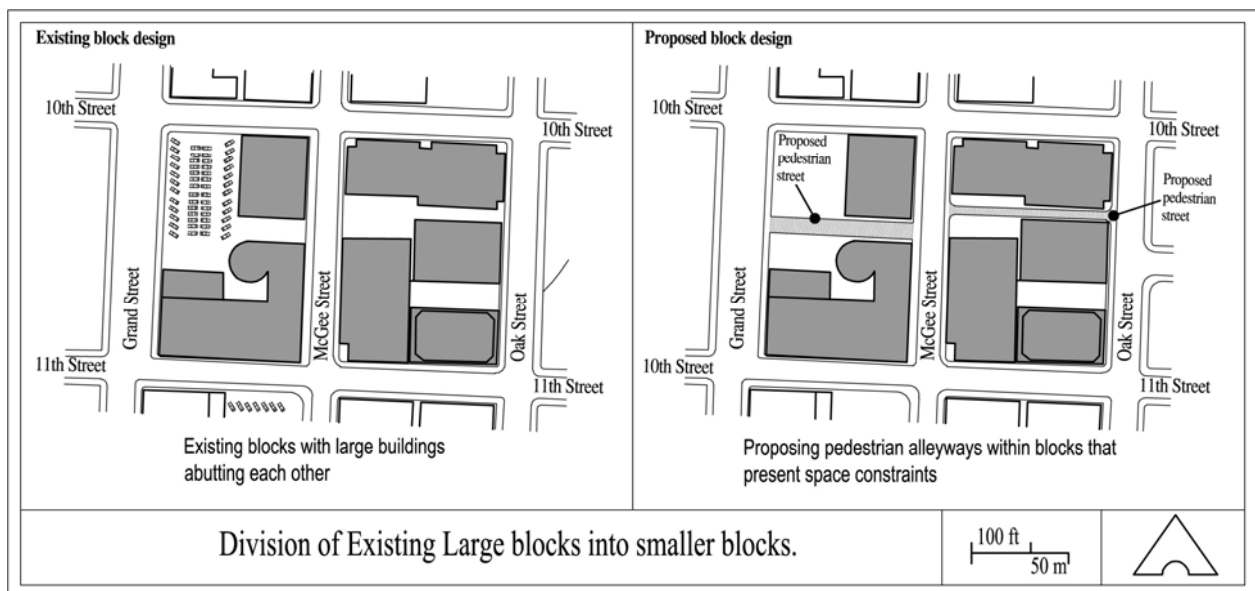 Existing block design
10th Street
10th Street
Grand Street
McGee Street
Oak Street
11th Street
11th Street
Existing blocks with large buildings
abutting each other
Proposed block design
10th Street
10th Street
Proposed
pedestrian
street
Proposed
pedestrian
street
Grand Street
McGee Street
Oak Street
10th Street
11th Street
Proposing pedestrian alleyways within blocks that
present space constraints
Division of Existing Large blocks into smaller blocks.
100 ft
50 m